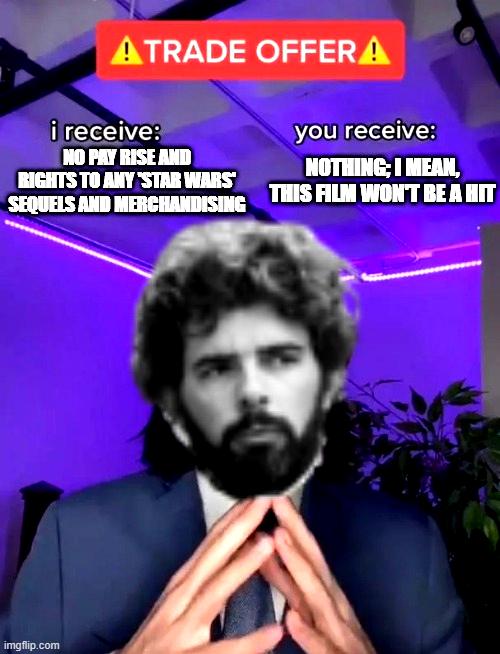 ⚠️TRADE OFFER⚠️
i receive:
you receive:
NO PAY RISE AND
RIGHTS TO ANY 'STAR WARS'
SEQUELS AND MERCHANDISING
NOTHING; I MEAN,
THIS FILM WON'T BE A HIT
imgflip.com